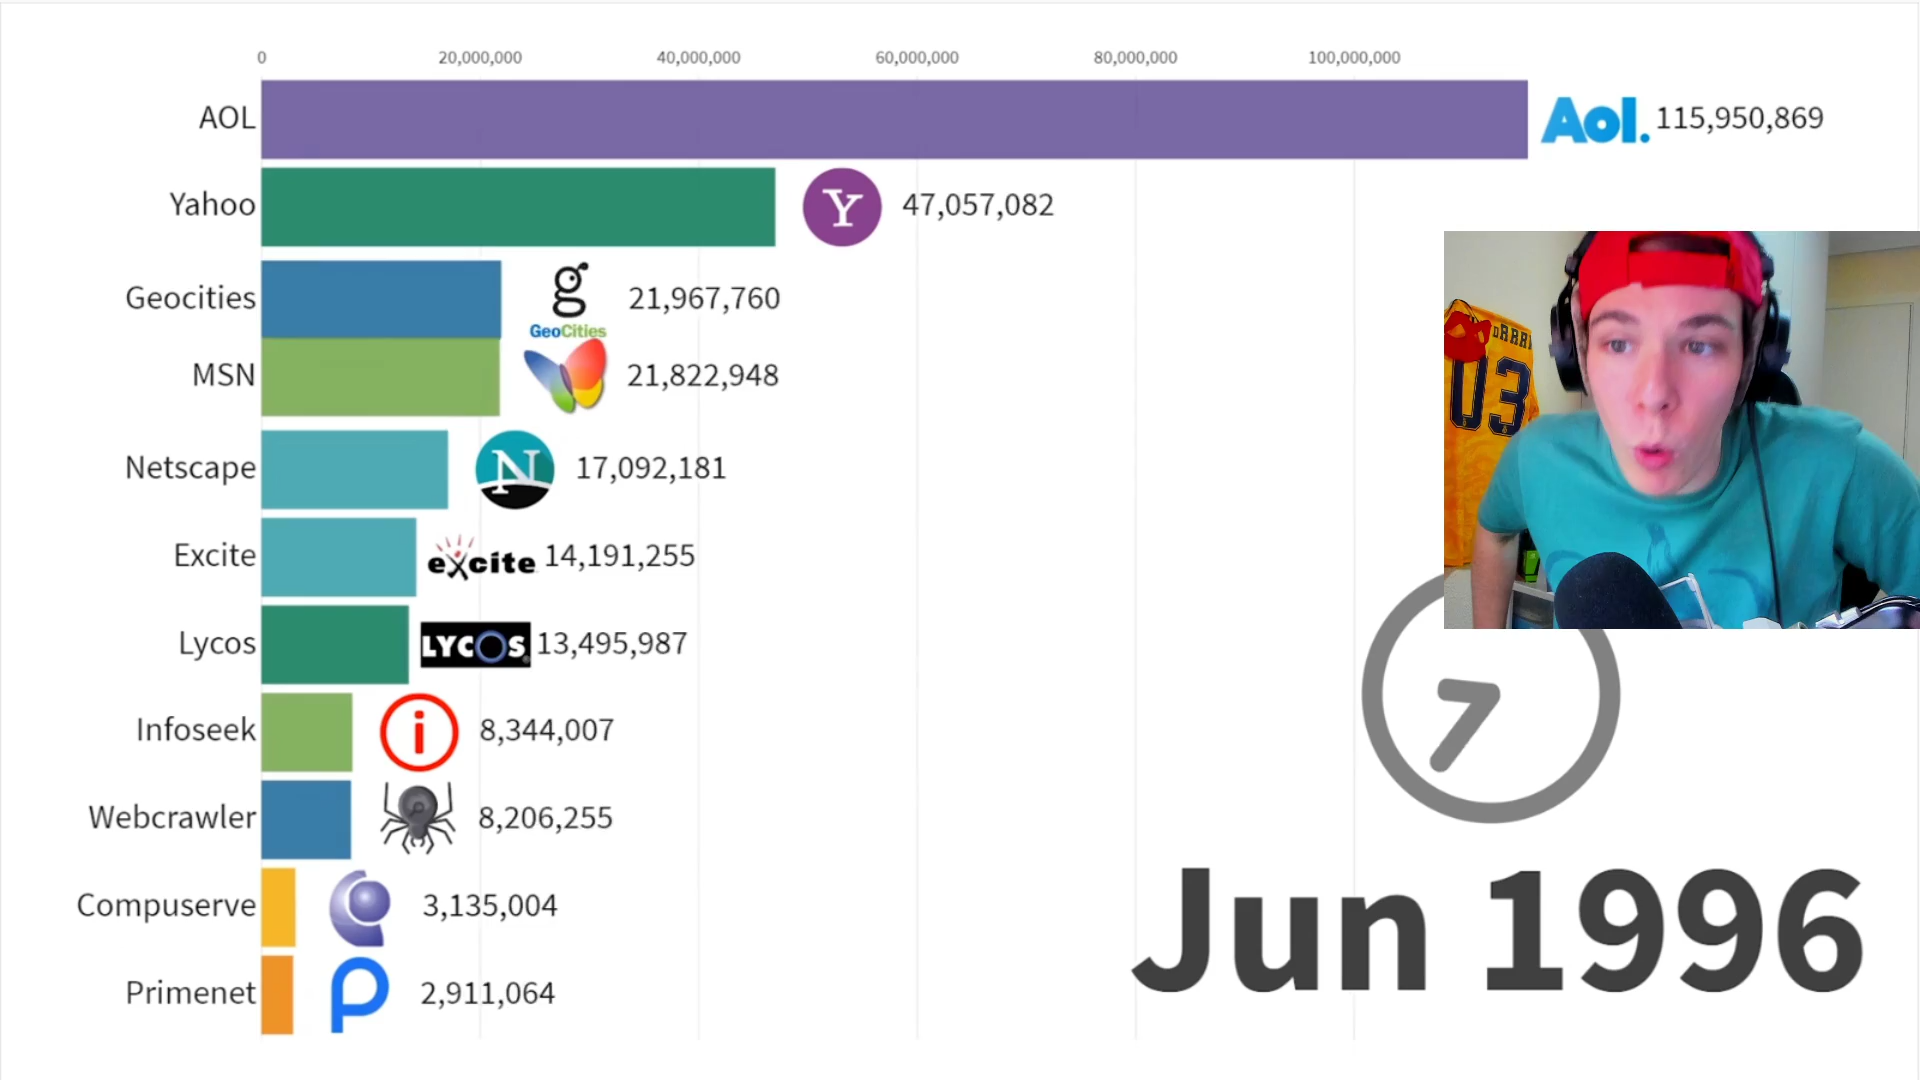 0 20,000,000 40,000,000 60,000,000 80,000,000 100,000,000
AOL Aol. 115,950,869
Yahoo Y 47,057,082
Geocities g GeoCities 21,967,760
MSN 21,822,948
Netscape N 17,092,181
Excite excite 14,191,255
Lycos LYCOS 13,495,987
Infoseek i 8,344,007
Webcrawler 8,206,255
Compuserve 3,135,004
Primenet P 2,911,064
03
Jun 1996